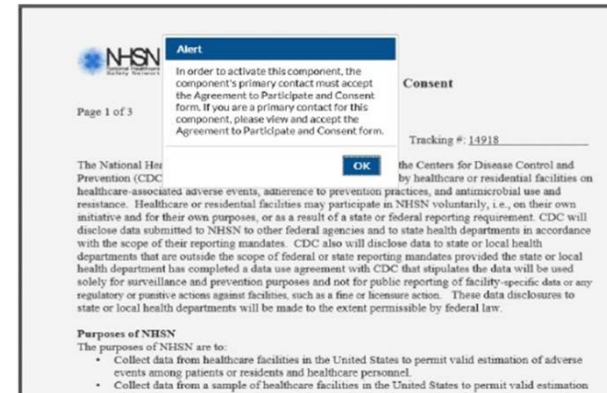 NHSN
National Healthcare
Safety Network
Alert
In order to activate this component, the
component's primary contact must accept
the Agreement to Participate and Consent
form. If you are a primary contact for this
component, please view and accept the
Agreement to Participate and Consent form.
OK
Consent
Page 1 of 3
Tracking #: 14918
The National Hea the Centers for Disease Control and
Prevention (CDC by healthcare or residential facilities on
healthcare-associated adverse events, adherence to prevention practices, and antimicrobial use and
resistance. Healthcare or residential facilities may participate in NHSN voluntarily, i.e., on their own
initiative and for their own purposes, or as a result of a state or federal reporting requirement. CDC will
disclose data submitted to NHSN to other federal agencies and to state health departments in accordance
with the scope of their reporting mandates. CDC also will disclose data to state or local health
departments that are outside the scope of federal or state reporting mandates provided the state or local
health department has completed a data use agreement with CDC that stipulates the data will be used
solely for surveillance and prevention purposes and not for public reporting of facility-specific data or any
regulatory or punitive actions against facilities, such as a fine or licensure action. These data disclosures to
state or local health departments will be made to the extent permissible by federal law.
Purposes of NHSN
The purposes of NHSN are to:
• Collect data from healthcare facilities in the United States to permit valid estimation of adverse
events among patients or residents and healthcare personnel.
• Collect data from a sample of healthcare facilities in the United States to permit valid estimation